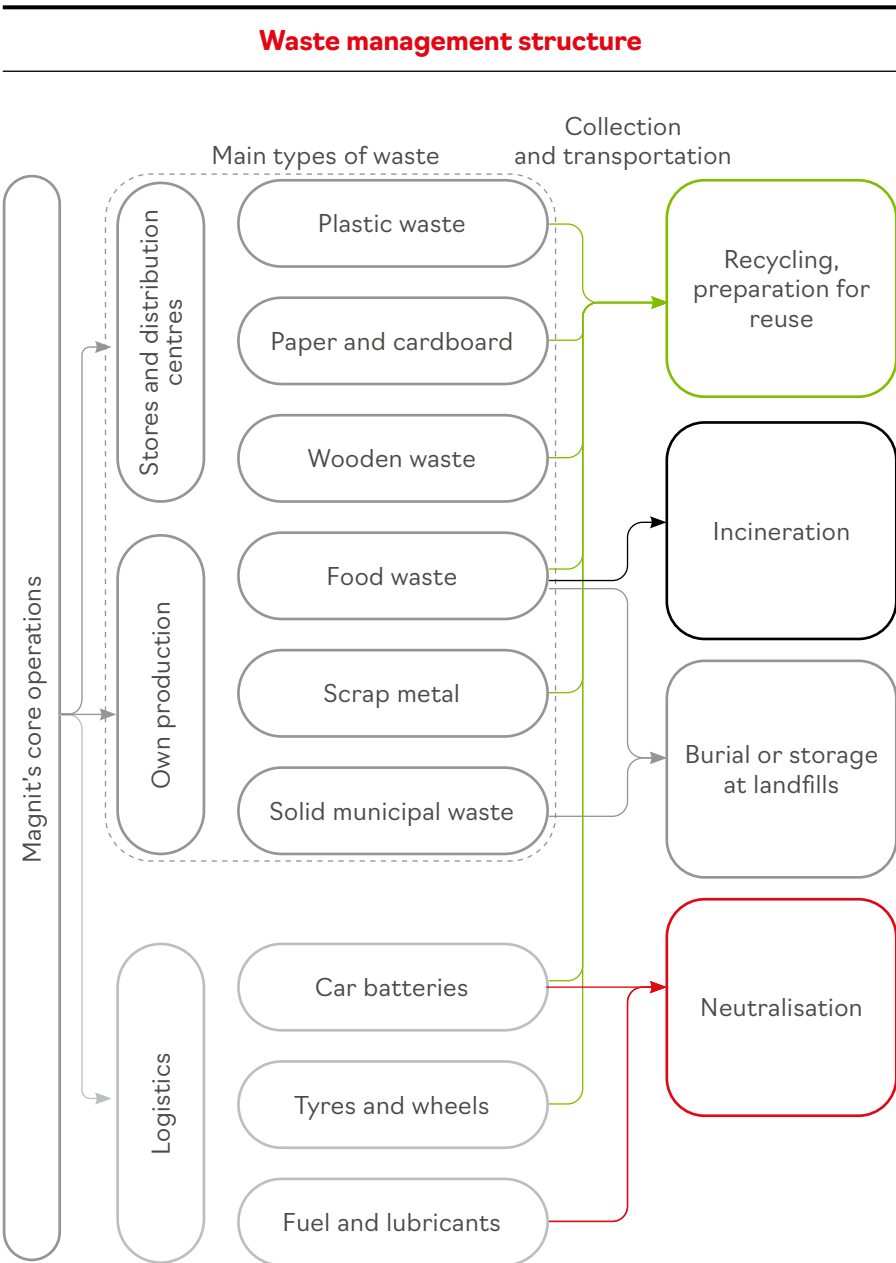 Waste management structure
Main types of waste
Collection
and transportation
Magnit's core operations
Stores and distribution
centres
Own production
Logistics
Plastic waste
Paper and cardboard
Wooden waste
Food waste
Scrap metal
Solid municipal waste
Car batteries
Tyres and wheels
Fuel and lubricants
Recycling,
preparation for
reuse
Incineration
Burial or storage
at landfills
Neutralisation